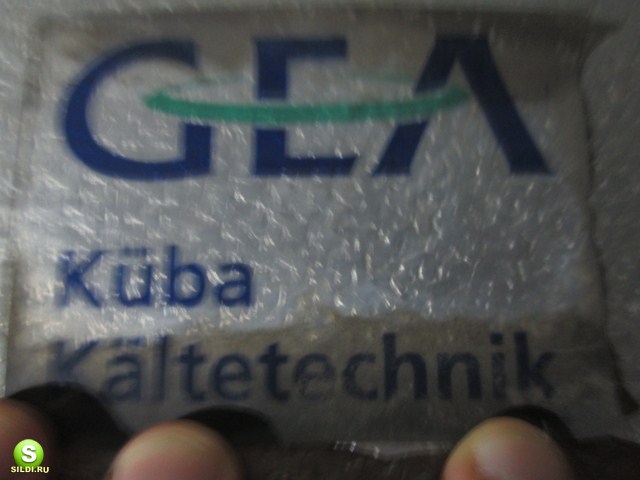 GEA
Küba
Kältetechnik
S
SILDI.RU